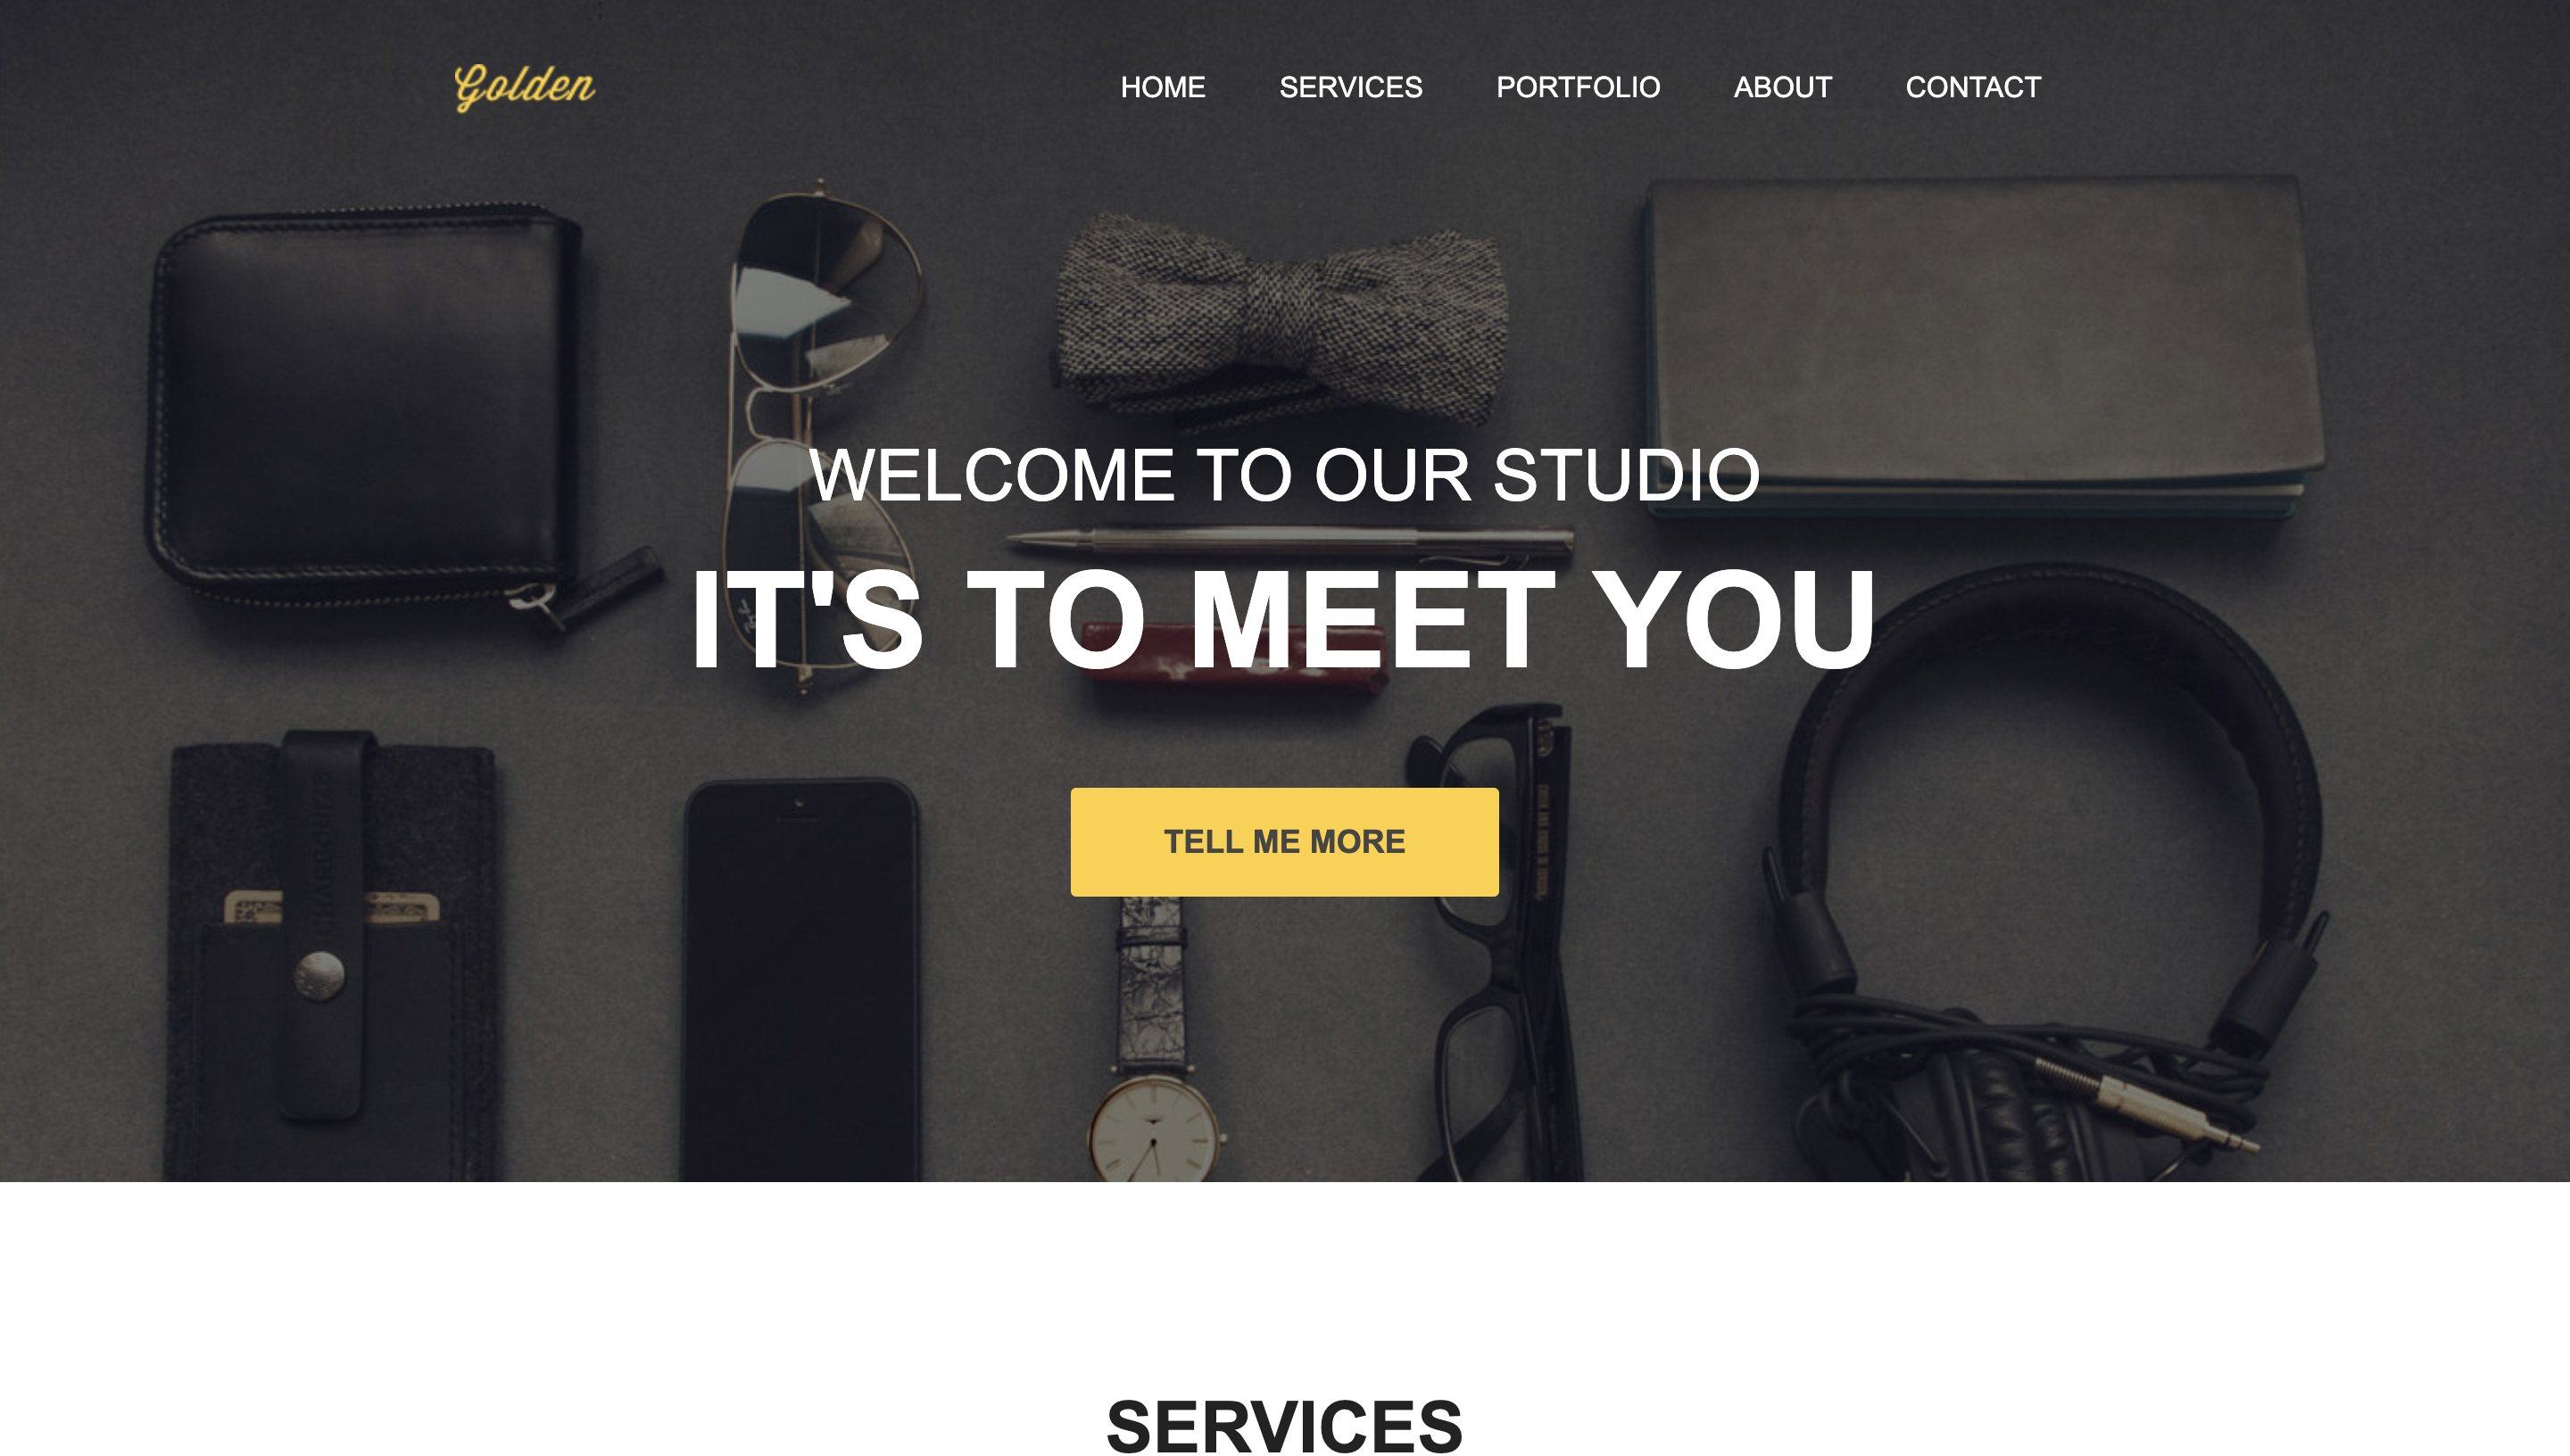 Golden
HOME SERVICES PORTFOLIO ABOUT CONTACT
WELCOME TO OUR STUDIO
IT'S TO MEET YOU
TELL ME MORE
SERVICES